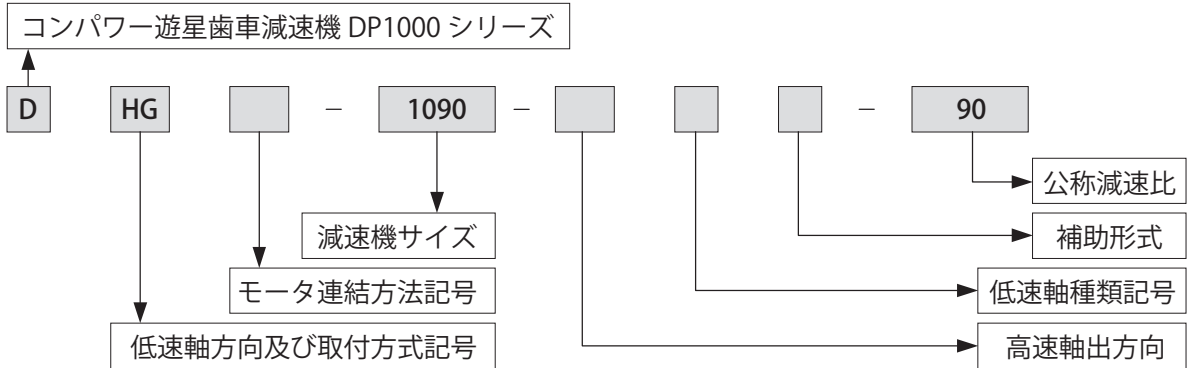 コンパワー遊星歯車減速機 DP1000 シリーズ
D HG – 1090 – – 90
公称減速比
減速機サイズ 補助形式
モータ連結方法記号 低速軸種類記号
低速軸方向及び取付方式記号 高速軸出方向